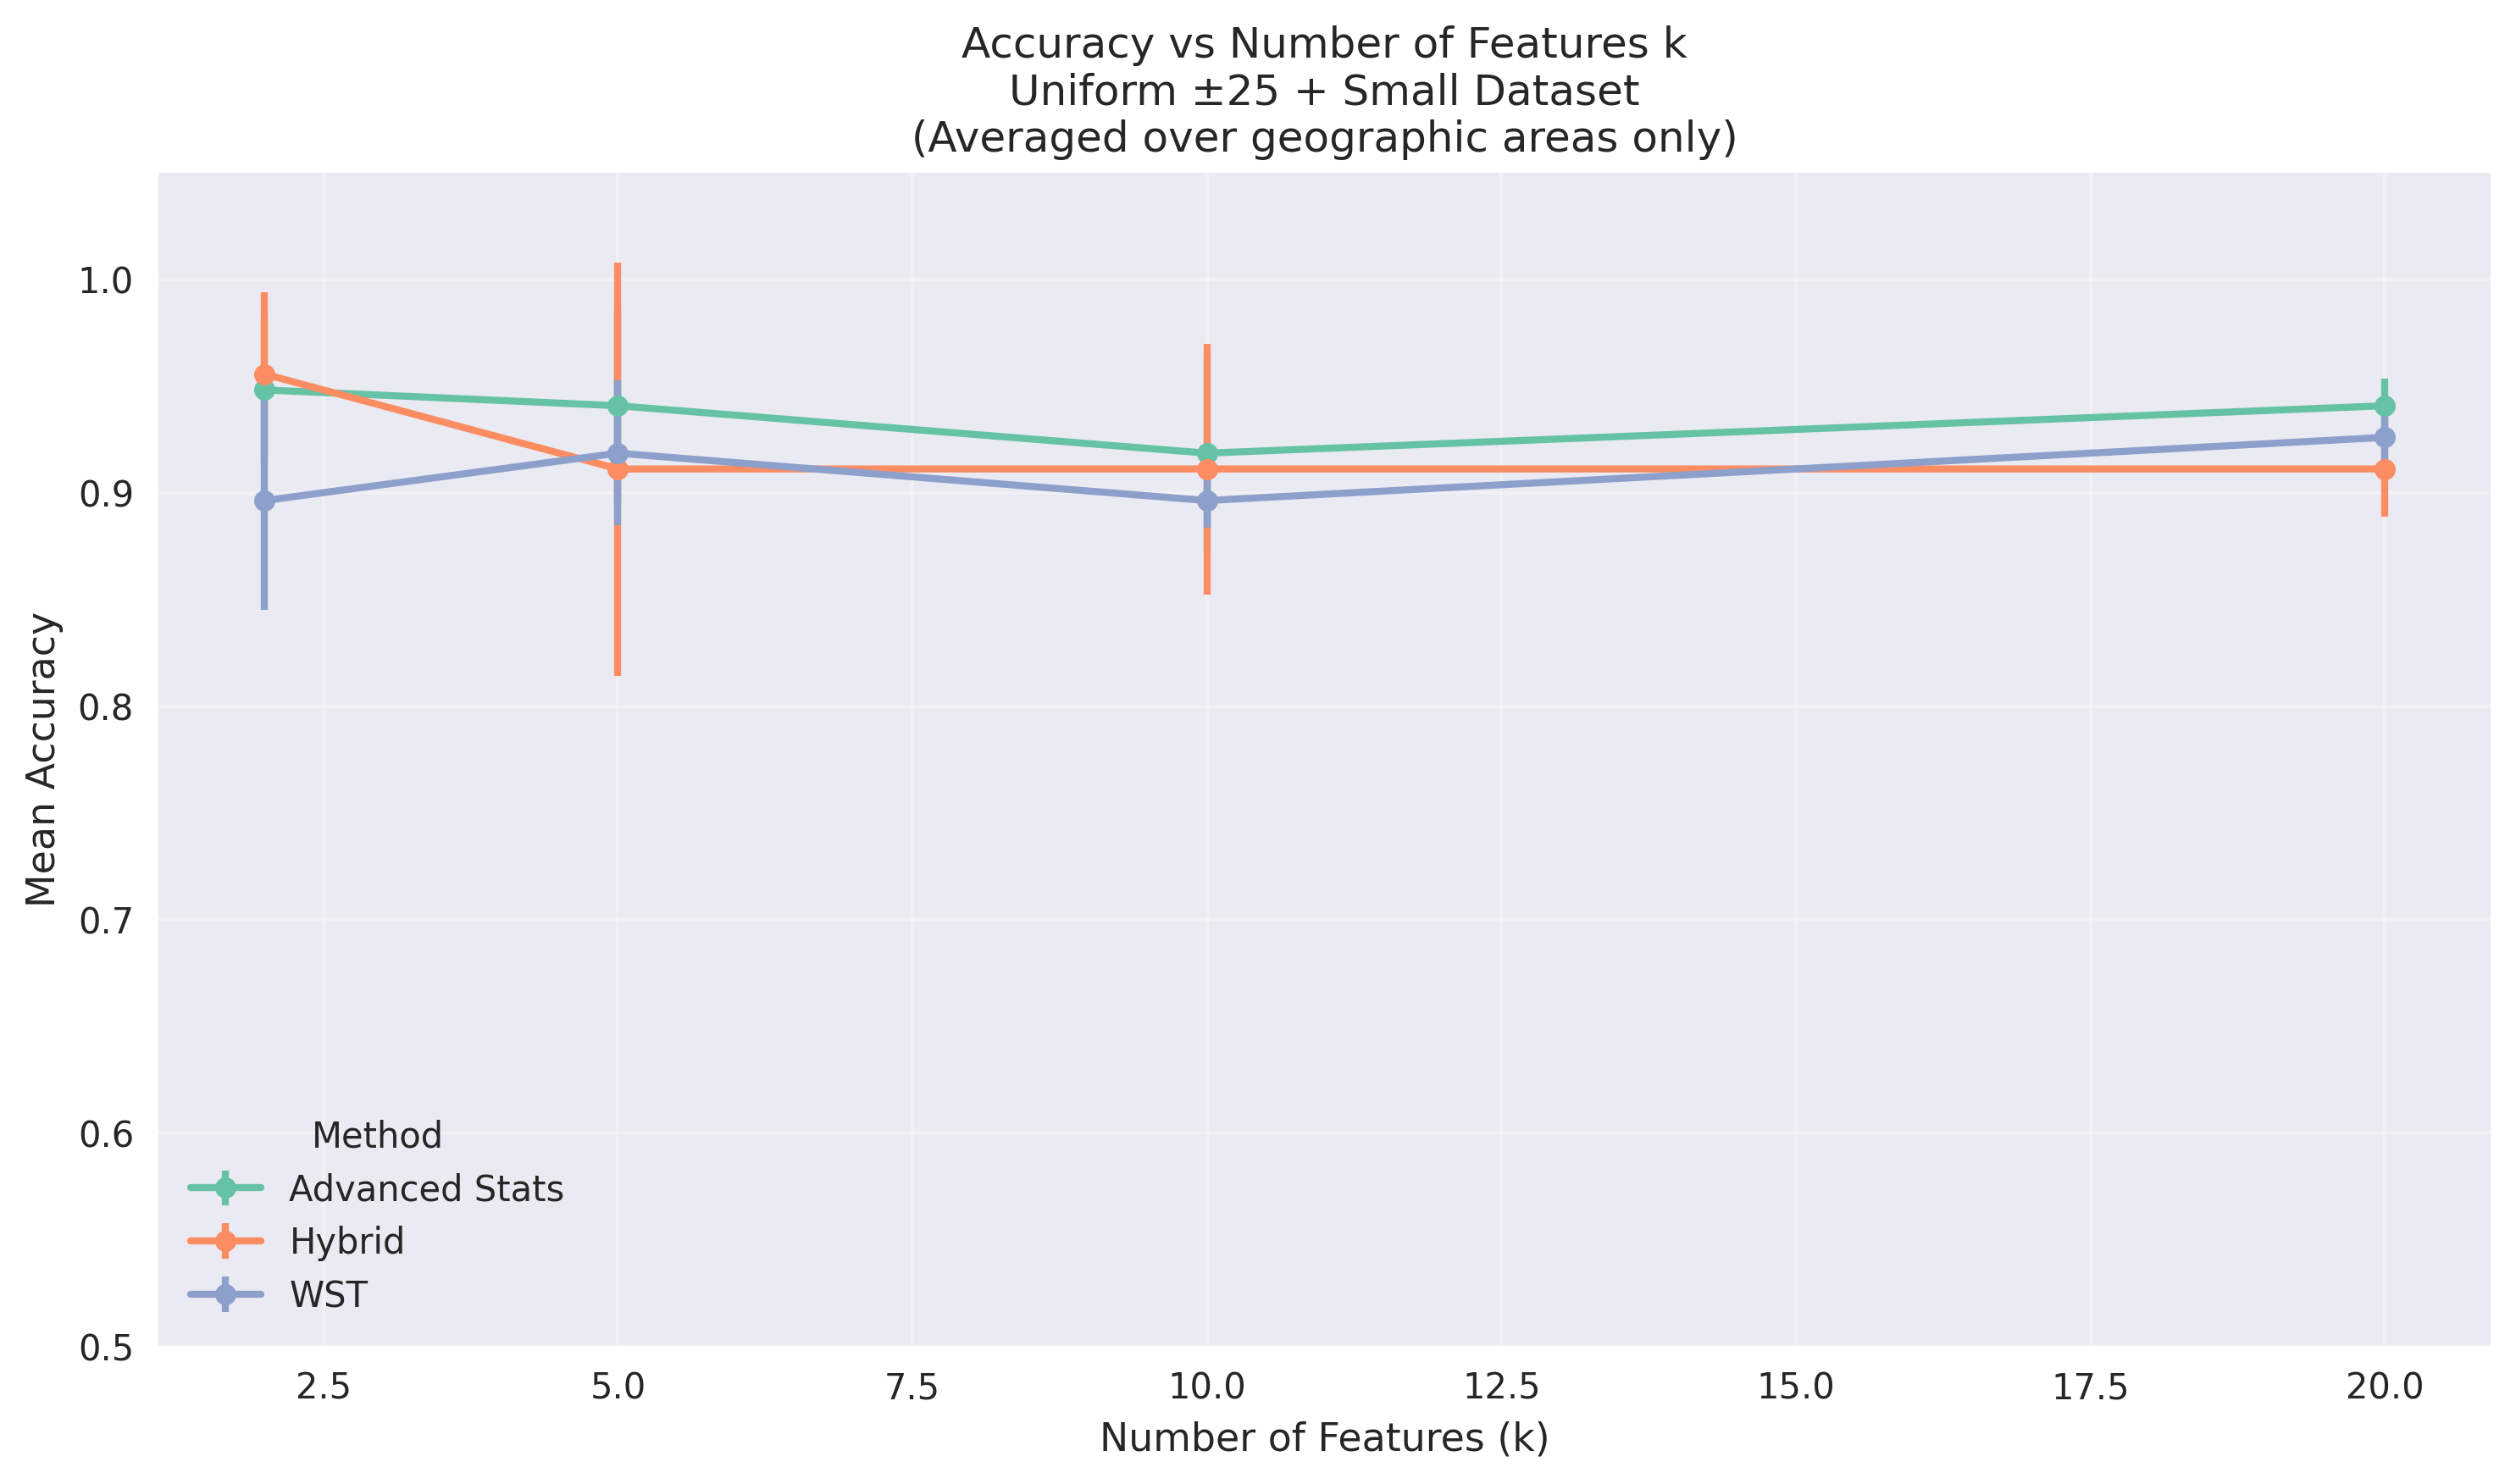 Accuracy vs Number of Features k
Uniform ±25 + Small Dataset
(Averaged over geographic areas only)
Mean Accuracy
1.0
0.9
0.8
0.7
0.6
0.5
Method
Advanced Stats
Hybrid
WST
2.5 5.0 7.5 10.0 12.5 15.0 17.5 20.0
Number of Features (k)